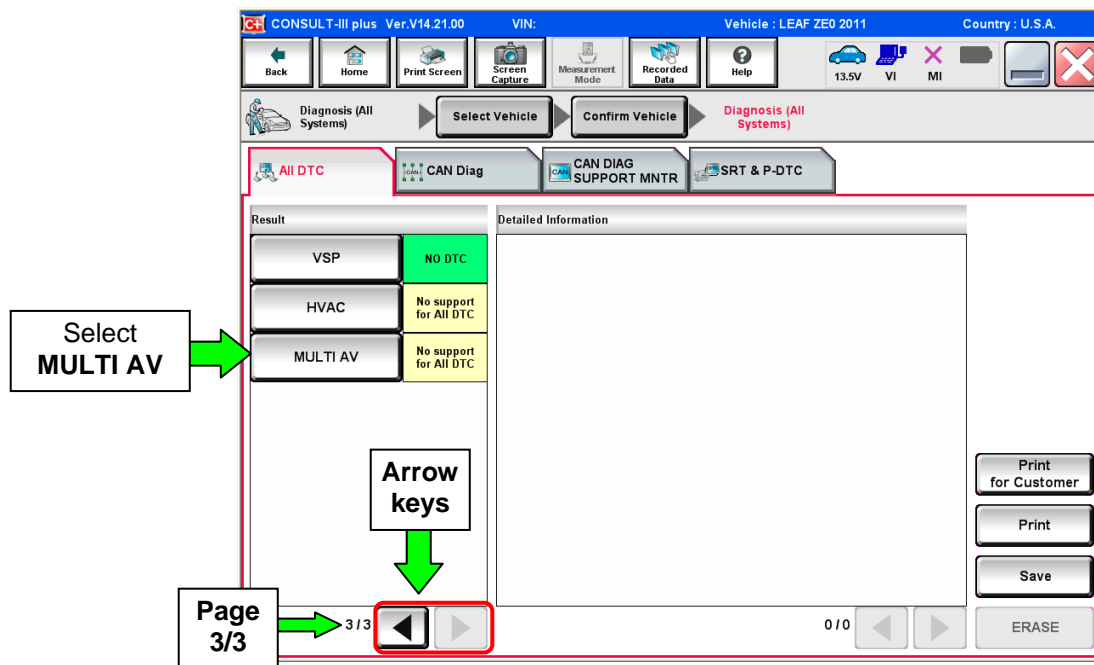 C+ CONSULT-III plus Ver.V14.21.00 VIN: Vehicle : LEAF ZE0 2011 Country : U.S.A.
Back
Home
Print Screen
Screen
Capture
Measurement
Mode
Recorded
Data
Help
13.5V
VI
MI
Diagnosis (All
Systems)
Select Vehicle
Confirm Vehicle
Diagnosis (All
Systems)
All DTC
CAN
CAN Diag
CAN
CAN DIAG
SUPPORT MNTR
SRT & P-DTC
Result
Detailed Information
VSP
NO DTC
HVAC
No support
for All DTC
Select
MULTI AV
MULTI AV
No support
for All DTC
Arrow
keys
Print
for Customer
Print
Save
Page
3/3
3 / 3
0 / 0
ERASE